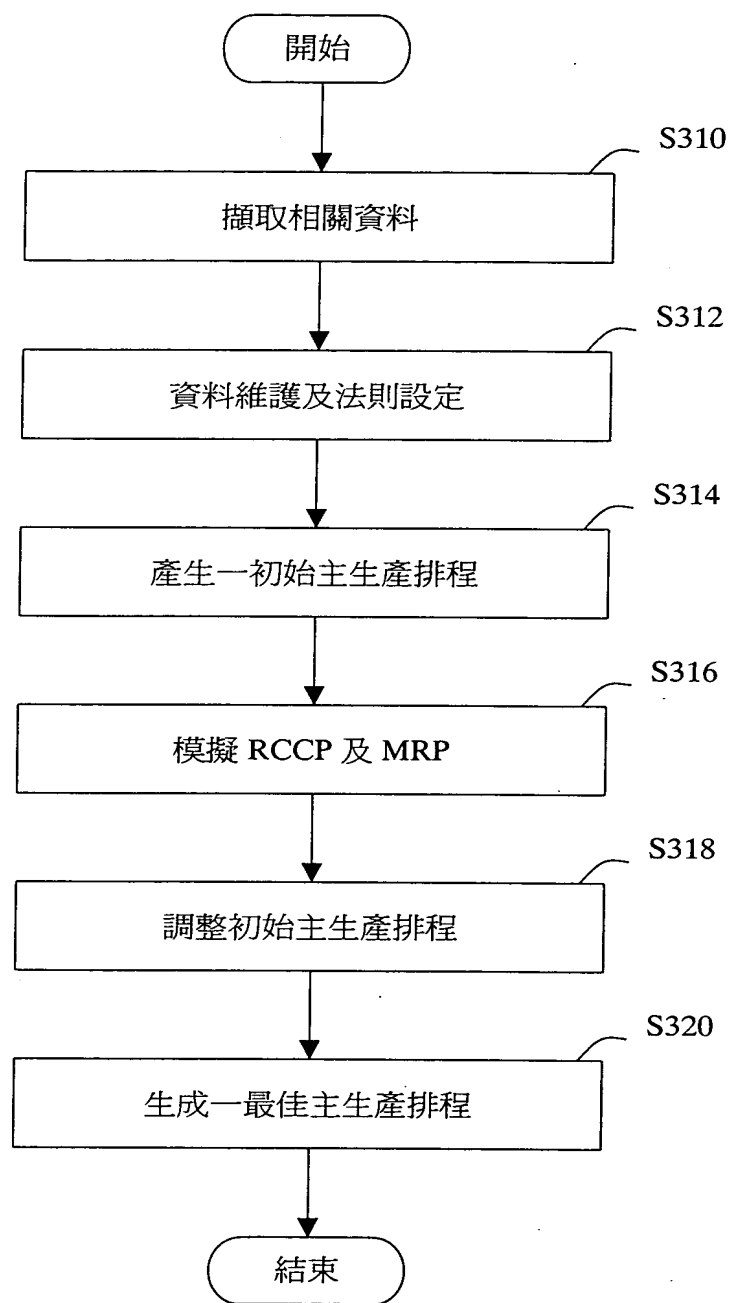 開始
S310
擷取相關資料
S312
資料維護及法則設定
S314
產生一初始主生產排程
S316
模擬 RCCP 及 MRP
S318
調整初始主生產排程
S320
生成一最佳主生產排程
結束